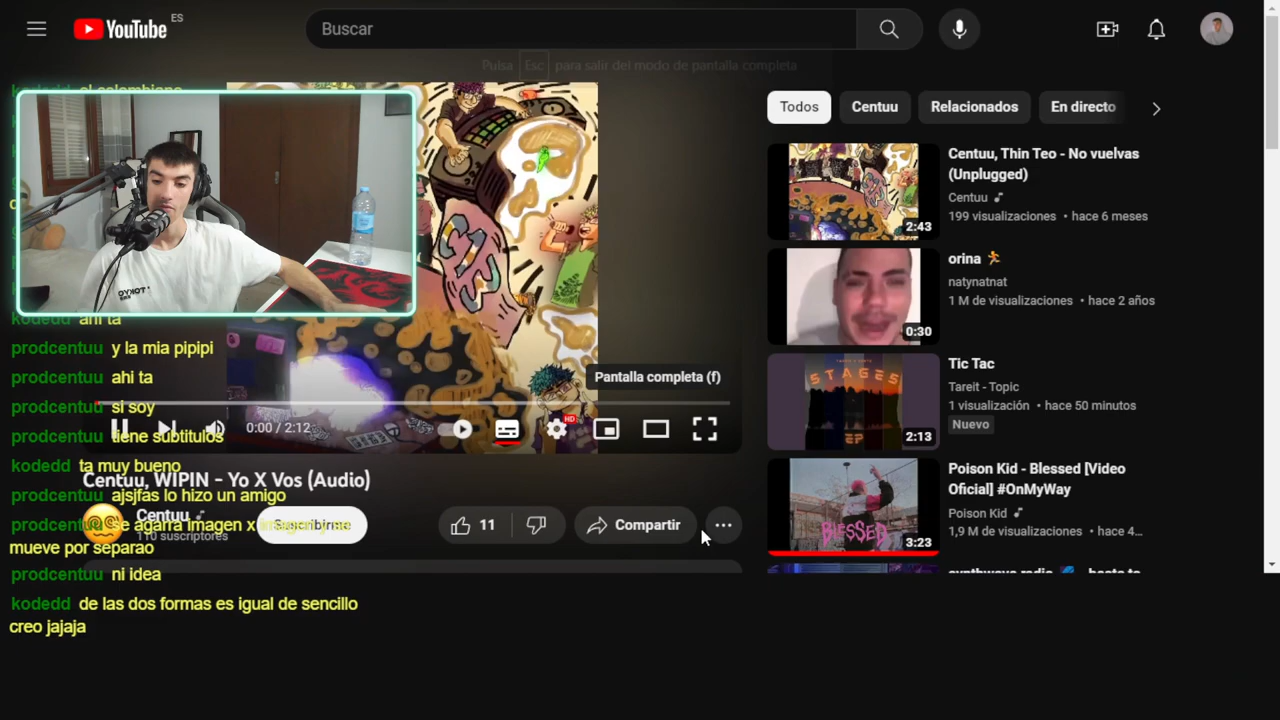 YouTube
ES
Buscar
Pulsa Esc para salir del modo de pantalla completa
kodedd el colombiano
TOKYO
kodedd ahi ta
prodcentuu y la mia pipipi
prodcentuu ahi ta
prodcentuu si soy
prodcentuu tiene subtitulos
kodedd ta muy bueno
prodcentuu ajsjfas lo hizo un amigo
prodcentuu se agarra imagen x
mueve por separao
prodcentuu ni idea
kodedd de las dos formas es igual de sencillo
creo jajaja
Pantalla completa (f)
0:00 / 2:12
HD
Centuu, WIPIN - Yo X Vos (Audio)
Centuu
110 suscriptores
Suscribirme
11
Compartir
Todos
Centuu
Relacionados
En directo
Centuu, Thin Teo - No vuelvas
(Unplugged)
Centuu
199 visualizaciones • hace 6 meses
2:43
orina
natynatnat
1 M de visualizaciones • hace 2 años
0:30
Tic Tac
Tareit - Topic
1 visualización • hace 50 minutos
Nuevo
STAGES
EP
2:13
Poison Kid - Blessed [Video
Oficial] #OnMyWay
Poison Kid
1,9 M de visualizaciones • hace 4...
BLESSED
3:23